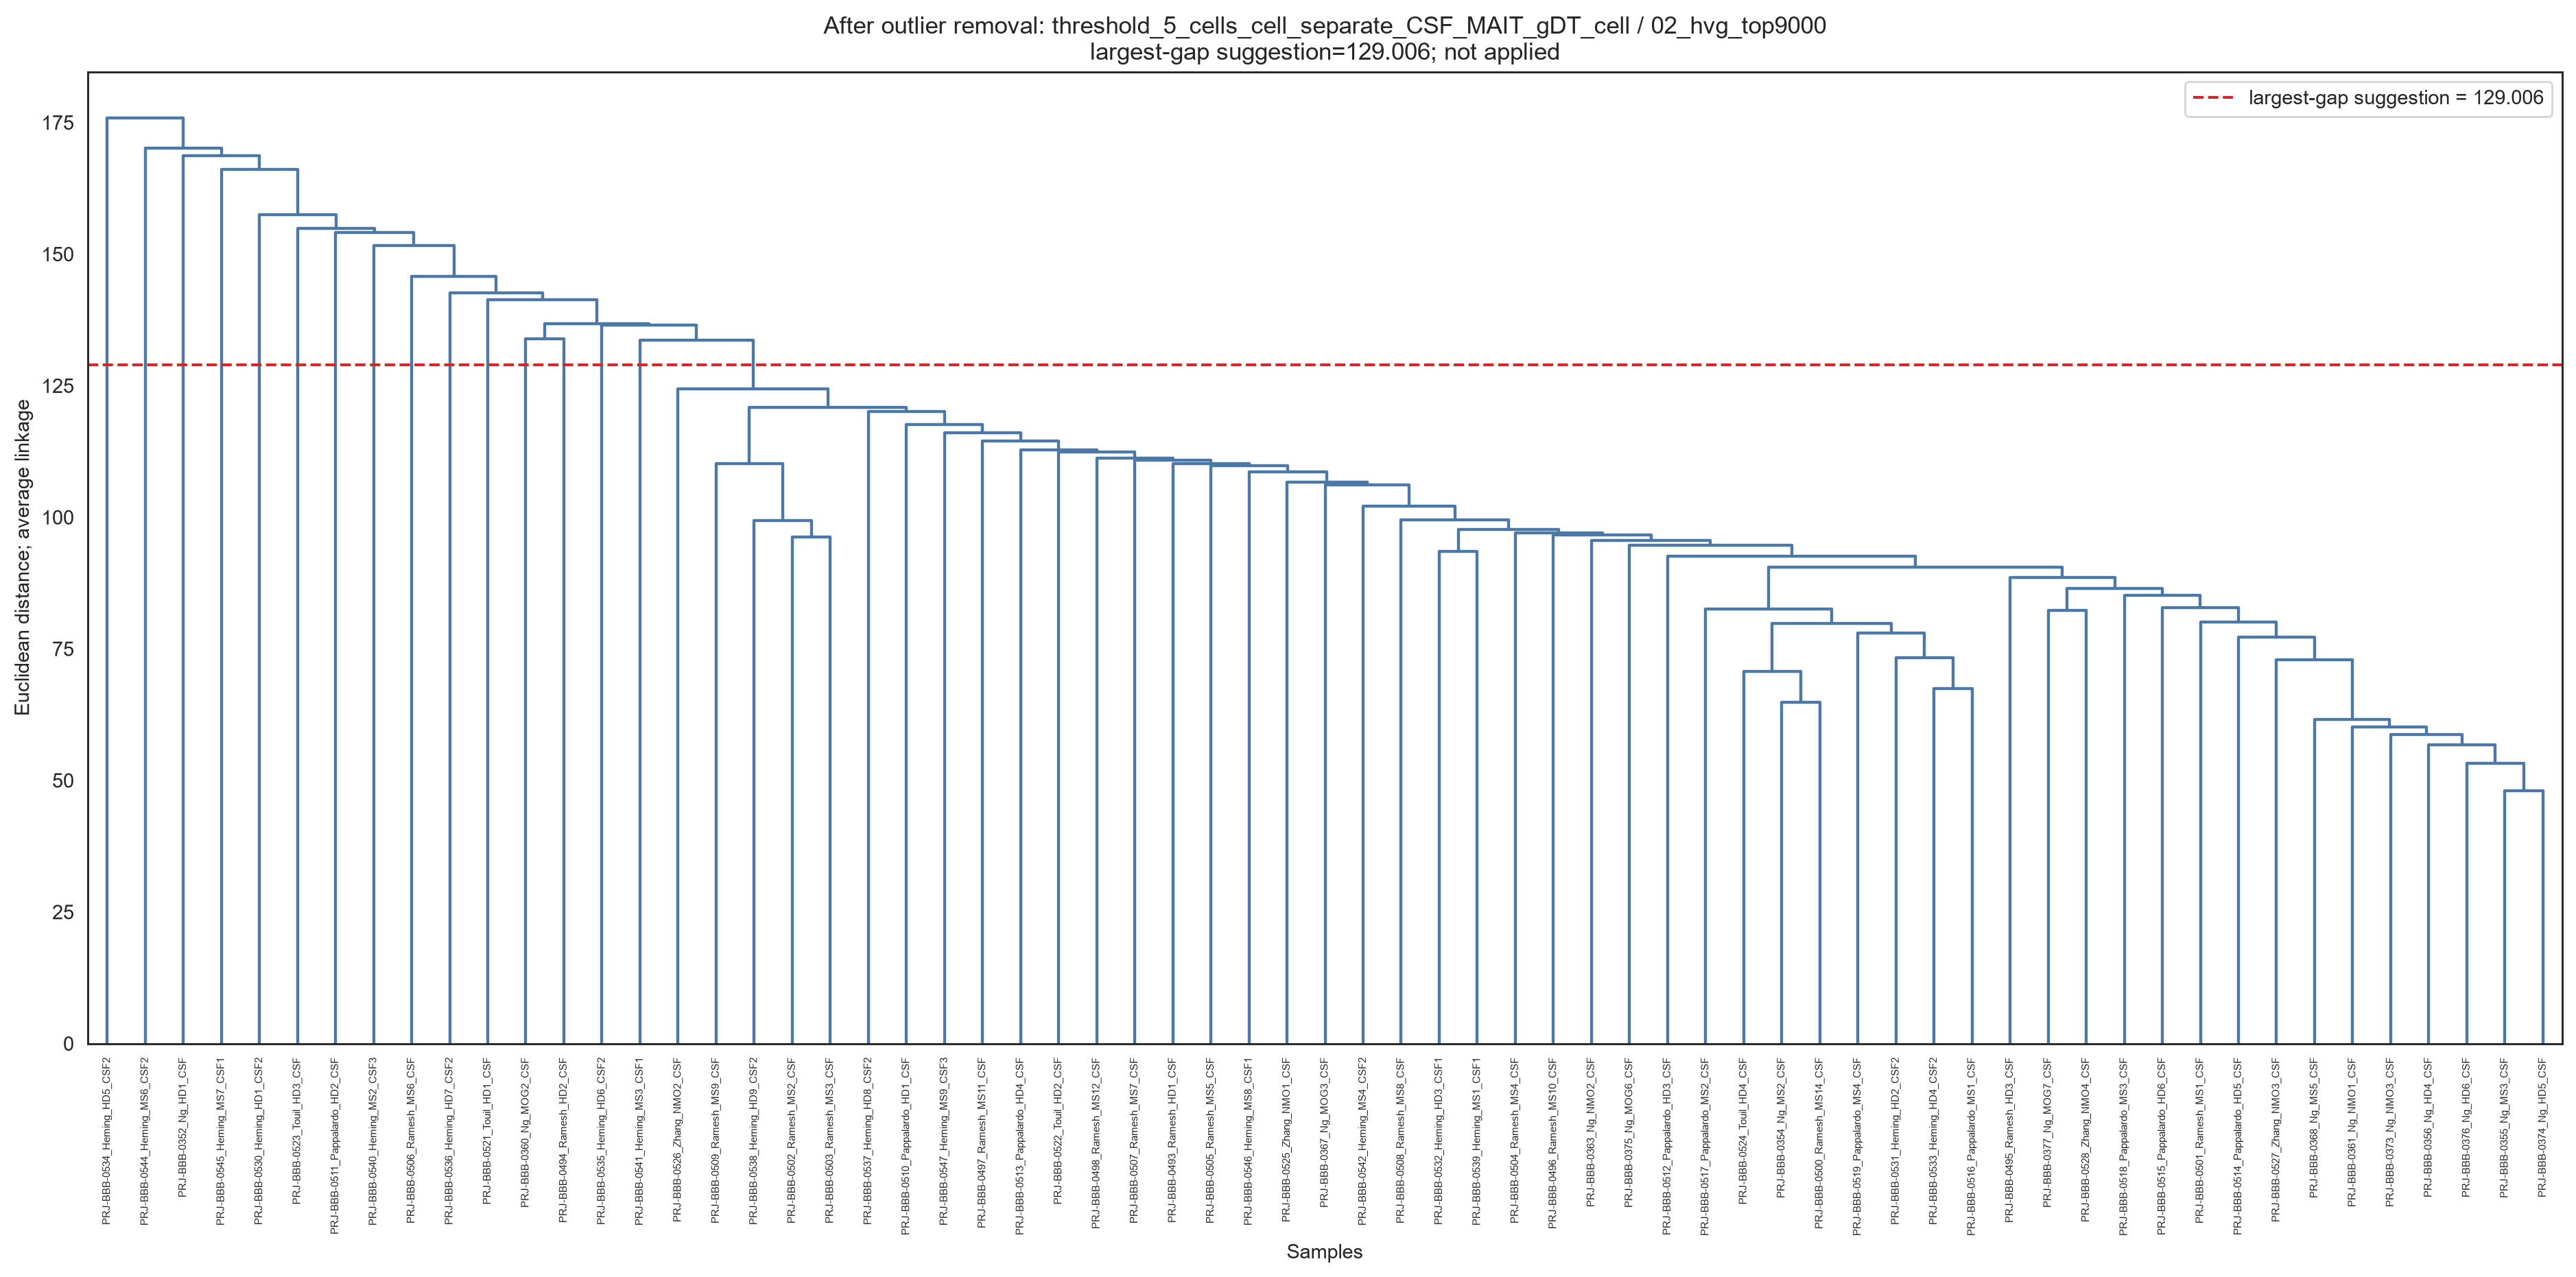 After outlier removal: threshold_5_cells_cell_separate_CSF_MAIT_gDT_cell / 02_hvg_top9000
largest-gap suggestion=129.006; not applied
largest-gap suggestion = 129.006
Euclidean distance; average linkage
175
150
125
100
75
50
25
0
PRJ-BBB-0534_Heming_HD5_CSF2
PRJ-BBB-0544_Heming_MS6_CSF2
PRJ-BBB-0352_Ng_HD1_CSF
PRJ-BBB-0545_Heming_MS7_CSF1
PRJ-BBB-0530_Heming_HD1_CSF2
PRJ-BBB-0523_Touil_HD3_CSF
PRJ-BBB-0511_Pappalardo_HD2_CSF
PRJ-BBB-0540_Heming_MS2_CSF3
PRJ-BBB-0506_Ramesh_MS6_CSF
PRJ-BBB-0536_Heming_HD7_CSF2
PRJ-BBB-0521_Touil_HD1_CSF
PRJ-BBB-0360_Ng_MOG2_CSF
PRJ-BBB-0494_Ramesh_HD2_CSF
PRJ-BBB-0535_Heming_HD6_CSF2
PRJ-BBB-0541_Heming_MS3_CSF1
PRJ-BBB-0526_Zhang_NMO2_CSF
PRJ-BBB-0509_Ramesh_MS9_CSF
PRJ-BBB-0538_Heming_HD9_CSF2
PRJ-BBB-0502_Ramesh_MS2_CSF
PRJ-BBB-0503_Ramesh_MS3_CSF
PRJ-BBB-0537_Heming_HD8_CSF2
PRJ-BBB-0510_Pappalardo_HD1_CSF
PRJ-BBB-0547_Heming_MS9_CSF3
PRJ-BBB-0497_Ramesh_MS11_CSF
PRJ-BBB-0513_Pappalardo_HD4_CSF
PRJ-BBB-0522_Touil_HD2_CSF
PRJ-BBB-0498_Ramesh_MS12_CSF
PRJ-BBB-0507_Ramesh_MS7_CSF
PRJ-BBB-0493_Ramesh_HD1_CSF
PRJ-BBB-0505_Ramesh_MS5_CSF
PRJ-BBB-0546_Heming_MS8_CSF1
PRJ-BBB-0525_Zhang_NMO1_CSF
PRJ-BBB-0367_Ng_MOG3_CSF
PRJ-BBB-0542_Heming_MS4_CSF2
PRJ-BBB-0508_Ramesh_MS8_CSF
PRJ-BBB-0532_Heming_HD3_CSF1
PRJ-BBB-0539_Heming_MS1_CSF1
PRJ-BBB-0504_Ramesh_MS4_CSF
PRJ-BBB-0496_Ramesh_MS10_CSF
PRJ-BBB-0363_Ng_NMO2_CSF
PRJ-BBB-0375_Ng_MOG6_CSF
PRJ-BBB-0512_Pappalardo_HD3_CSF
PRJ-BBB-0517_Pappalardo_MS2_CSF
PRJ-BBB-0524_Touil_HD4_CSF
PRJ-BBB-0354_Ng_MS2_CSF
PRJ-BBB-0500_Ramesh_MS14_CSF
PRJ-BBB-0519_Pappalardo_MS4_CSF
PRJ-BBB-0531_Heming_HD2_CSF2
PRJ-BBB-0533_Heming_HD4_CSF2
PRJ-BBB-0516_Pappalardo_MS1_CSF
PRJ-BBB-0495_Ramesh_HD3_CSF
PRJ-BBB-0377_Ng_MOG7_CSF
PRJ-BBB-0528_Zhang_NMO4_CSF
PRJ-BBB-0518_Pappalardo_MS3_CSF
PRJ-BBB-0515_Pappalardo_HD6_CSF
PRJ-BBB-0501_Ramesh_MS1_CSF
PRJ-BBB-0514_Pappalardo_HD5_CSF
PRJ-BBB-0527_Zhang_NMO3_CSF
PRJ-BBB-0368_Ng_MS5_CSF
PRJ-BBB-0361_Ng_NMO1_CSF
PRJ-BBB-0373_Ng_NMO3_CSF
PRJ-BBB-0356_Ng_HD4_CSF
PRJ-BBB-0376_Ng_HD6_CSF
PRJ-BBB-0355_Ng_MS3_CSF
PRJ-BBB-0374_Ng_HD5_CSF
Samples